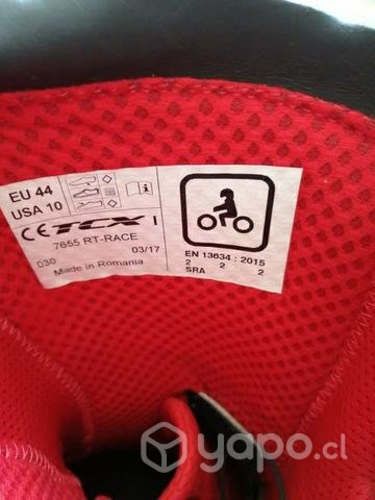 EU 44
USA 10
CE TCX I
7655 RT-RACE
030 03/17
Made in Romania
EN 13634 : 2015
2 2 2
SRA
yapo.cl